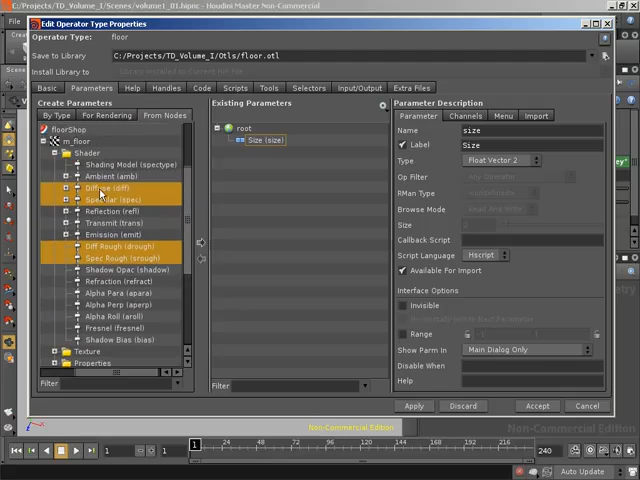 File
C:/Projects/TD_Volume_I/Scenes/volume1_01.hipnc - Houdini Master Non-Commercial
Edit Operator Type Properties
Operator Type: floor
Save to Library C:/Projects/TD_Volume_I/Otls/floor.otl
Install Library to
Basic Parameters Help Handles Code Scripts Tools Selectors Input/Output Extra Files
Create Parameters
By Type For Rendering From Nodes
floorShop
m_floor
Shader
Shading Model (spectype)
Ambient (amb)
Diffuse (diff)
Specular (spec)
Reflection (refl)
Transmit (trans)
Emission (emit)
Diff Rough (drough)
Spec Rough (srough)
Shadow Opac (shadow)
Refraction (refract)
Alpha Para (apara)
Alpha Perp (aperp)
Alpha Roll (aroll)
Fresnel (fresnel)
Shadow Bias (bias)
Texture
Properties
Filter
Existing Parameters
root
Size (size)
Filter
Parameter Description
Parameter Channels Menu Import
Name size
Label Size
Type Float Vector 2
Op Filter
RMan Type
Browse Mode
Size
Callback Script
Script Language Hscript
Available For Import
Interface Options
Invisible
Range
Show Parm In Main Dialog Only
Disable When
Help
Apply Discard Accept Cancel
Non-Commercial Edition
1 1 1 24 48 72 96 120 144 168 192 216 240
Auto Update